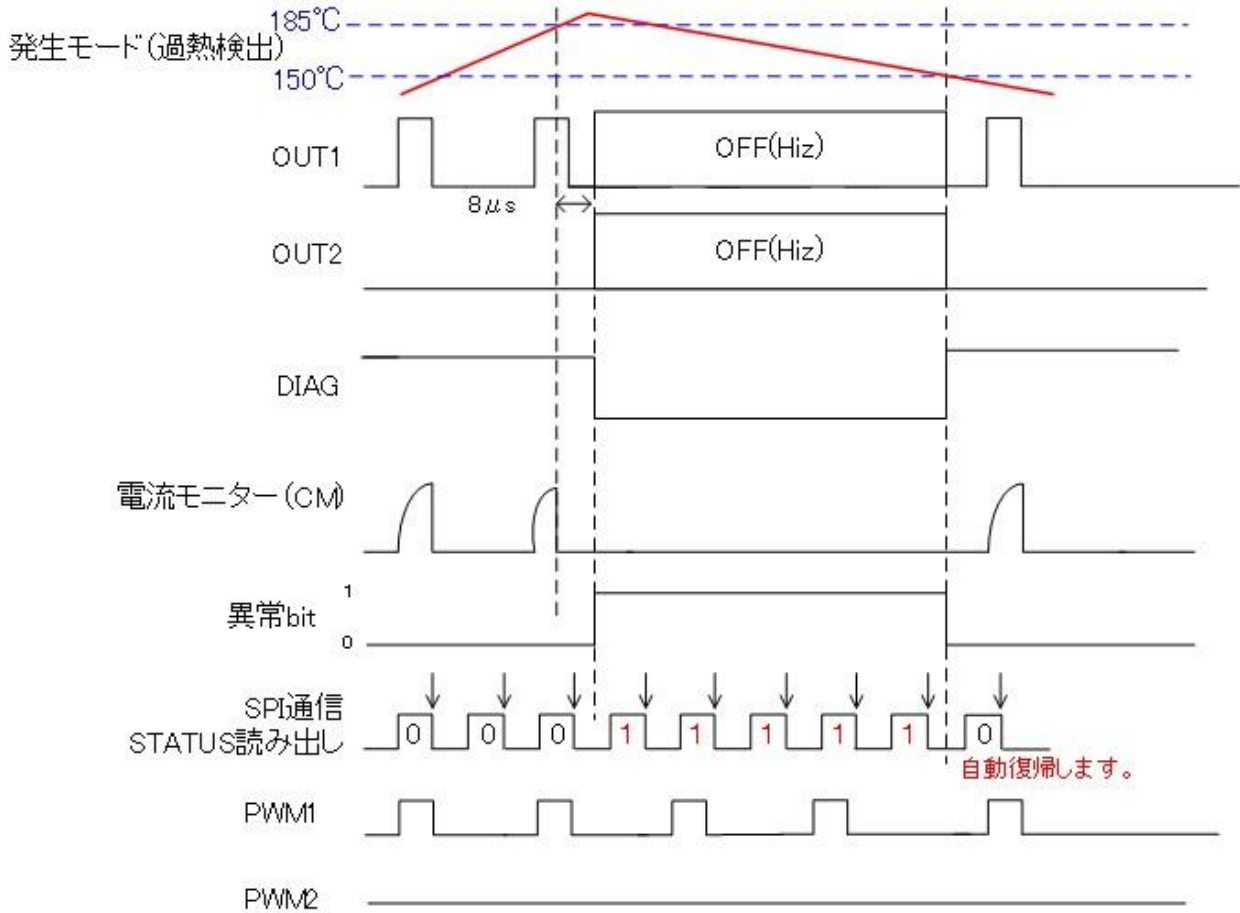 185℃
発生モード(過熱検出)
150℃
OUT1
OFF(Hiz)
8μs
OUT2
OFF(Hiz)
DIAG
電流モニター(CM)
異常bit
1
0
SPI通信
STATUS読み出し
0 0 0 1 1 1 1 1 0
自動復帰します。
PWM1
PWM2